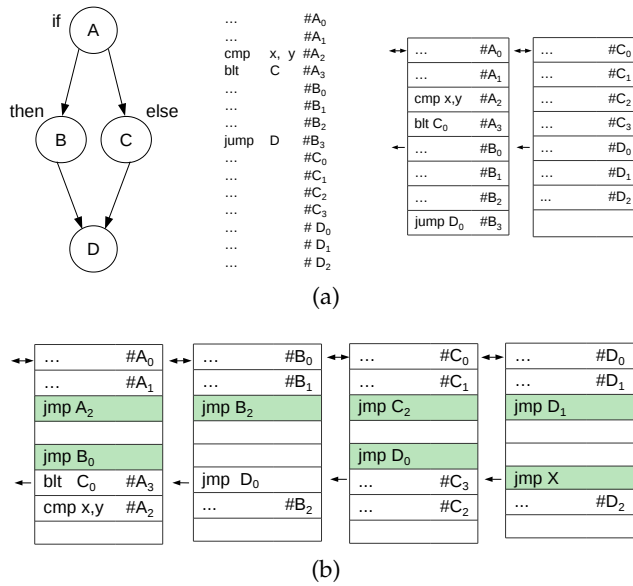 if
A
then
else
B
C
D
... #A0
... #A1
cmp x, y #A2
blt C #A3
... #B0
... #B1
... #B2
jump D #B3
... #C0
... #C1
... #C2
... #C3
... # D0
... # D1
... # D2
... #A0
... #A1
cmp x,y #A2
blt C0 #A3
... #B0
... #B1
... #B2
jump D0 #B3
... #C0
... #C1
... #C2
... #C3
... #D0
... #D1
... #D2
(a)
... #A0
... #A1
jmp A2
jmp B0
blt C0 #A3
cmp x,y #A2
... #B0
... #B1
jmp B2
jmp D0
... #B2
... #C0
... #C1
jmp C2
jmp D0
... #C3
... #C2
... #D0
... #D1
jmp D1
jmp X
... #D2
(b)